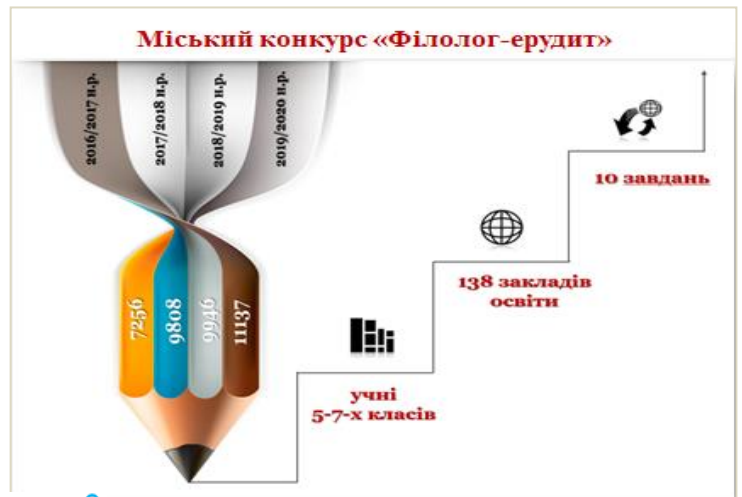 Міський конкурс «Філолог-ерудит»
2016/2017 н.р.
2017/2018 н.р.
2018/2019 н.р.
2019/2020 н.р.
10 завдань
138 закладів
освіти
7256
9808
9946
11137
учні
5-7-х класів